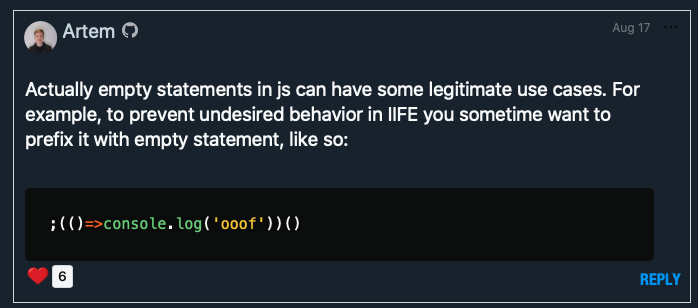 Artem
Aug 17
Actually empty statements in js can have some legitimate use cases. For
example, to prevent undesired behavior in IIFE you sometime want to
prefix it with empty statement, like so:
;(()=>console.log('ooof'))()
6
REPLY